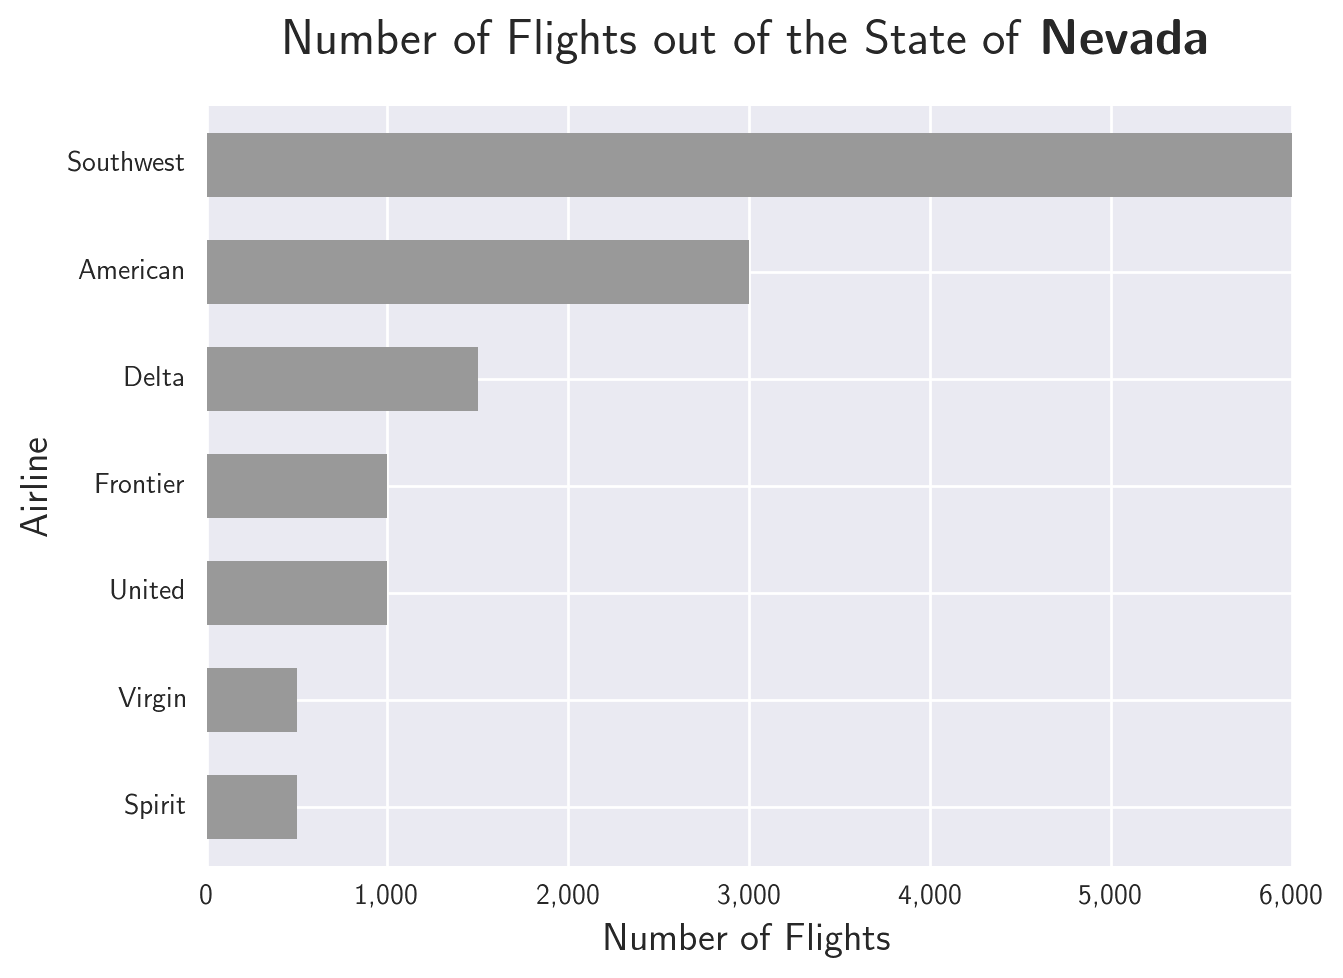 Number of Flights out of the State of Nevada
Southwest
American
Delta
Frontier
United
Virgin
Spirit
Airline
0 1,000 2,000 3,000 4,000 5,000 6,000
Number of Flights